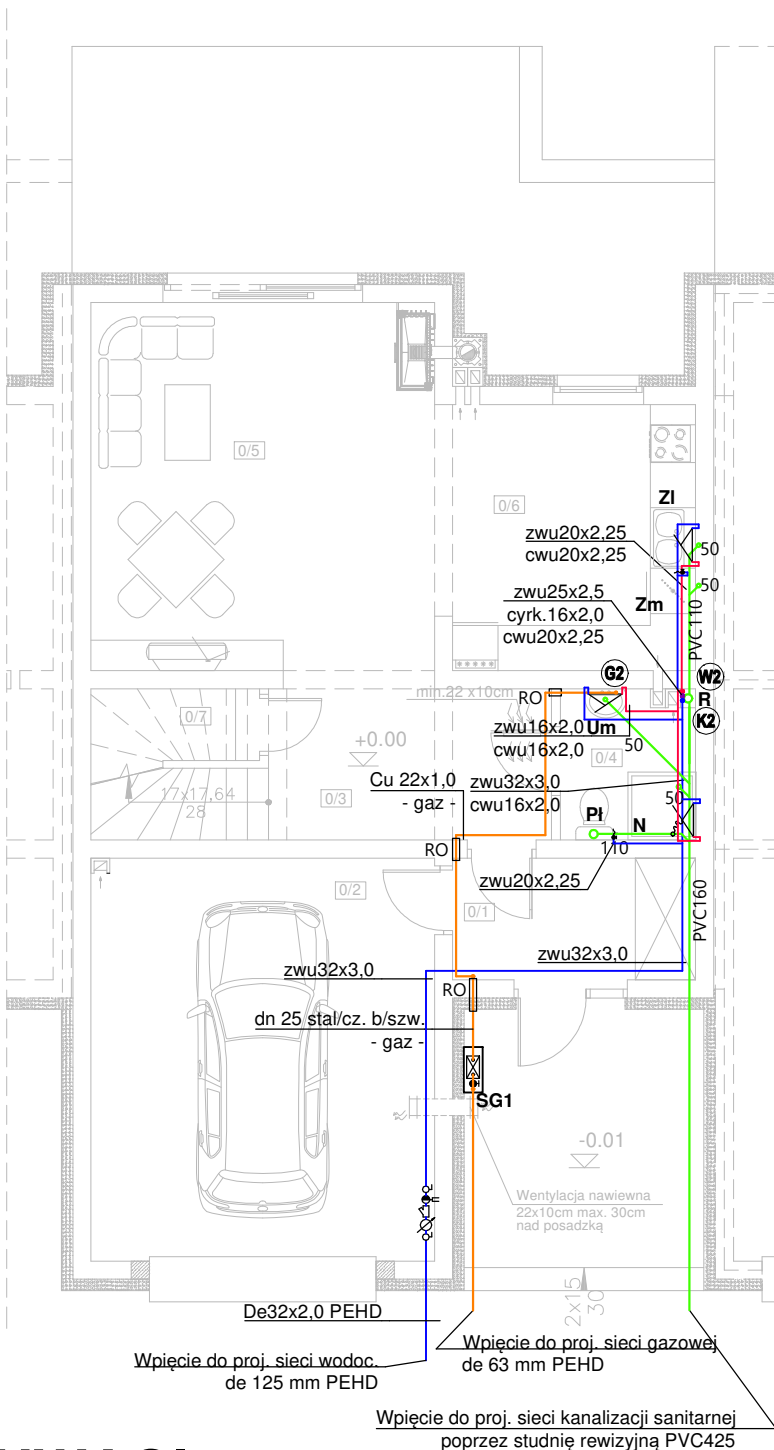 0/5
0/6
Zl
zwu20x2,25
cwu20x2,25
50
zwu25x2,5
50
cyrk.16x2,0
Zm
cwu20x2,25
PVC110
G2
W2
min.22 x10cm
RO
R
0/7
Um
K2
zwu16x2,0
+0.00
cwu16x2,0
50
0/4
Cu 22x1,0
- gaz -
zwu32x3,0
cwu16x2,0
17x17,64
28
0/3
50
Pł
N
RO
110
zwu20x2,25
0/2
0/1
PVC160
zwu32x3,0
zwu32x3,0
RO
dn 25 stal/cz. b/szw.
- gaz -
SG1
-0.01
Wentylacja nawiewna
22x10cm max. 30cm
nad posadzką
2x15
30
De32x2,0 PEHD
Wpięcie do proj. sieci gazowej
de 63 mm PEHD
Wpięcie do proj. sieci wodoc.
de 125 mm PEHD
Wpięcie do proj. sieci kanalizacji sanitarnej
poprzez studnię rewizyjną PVC425